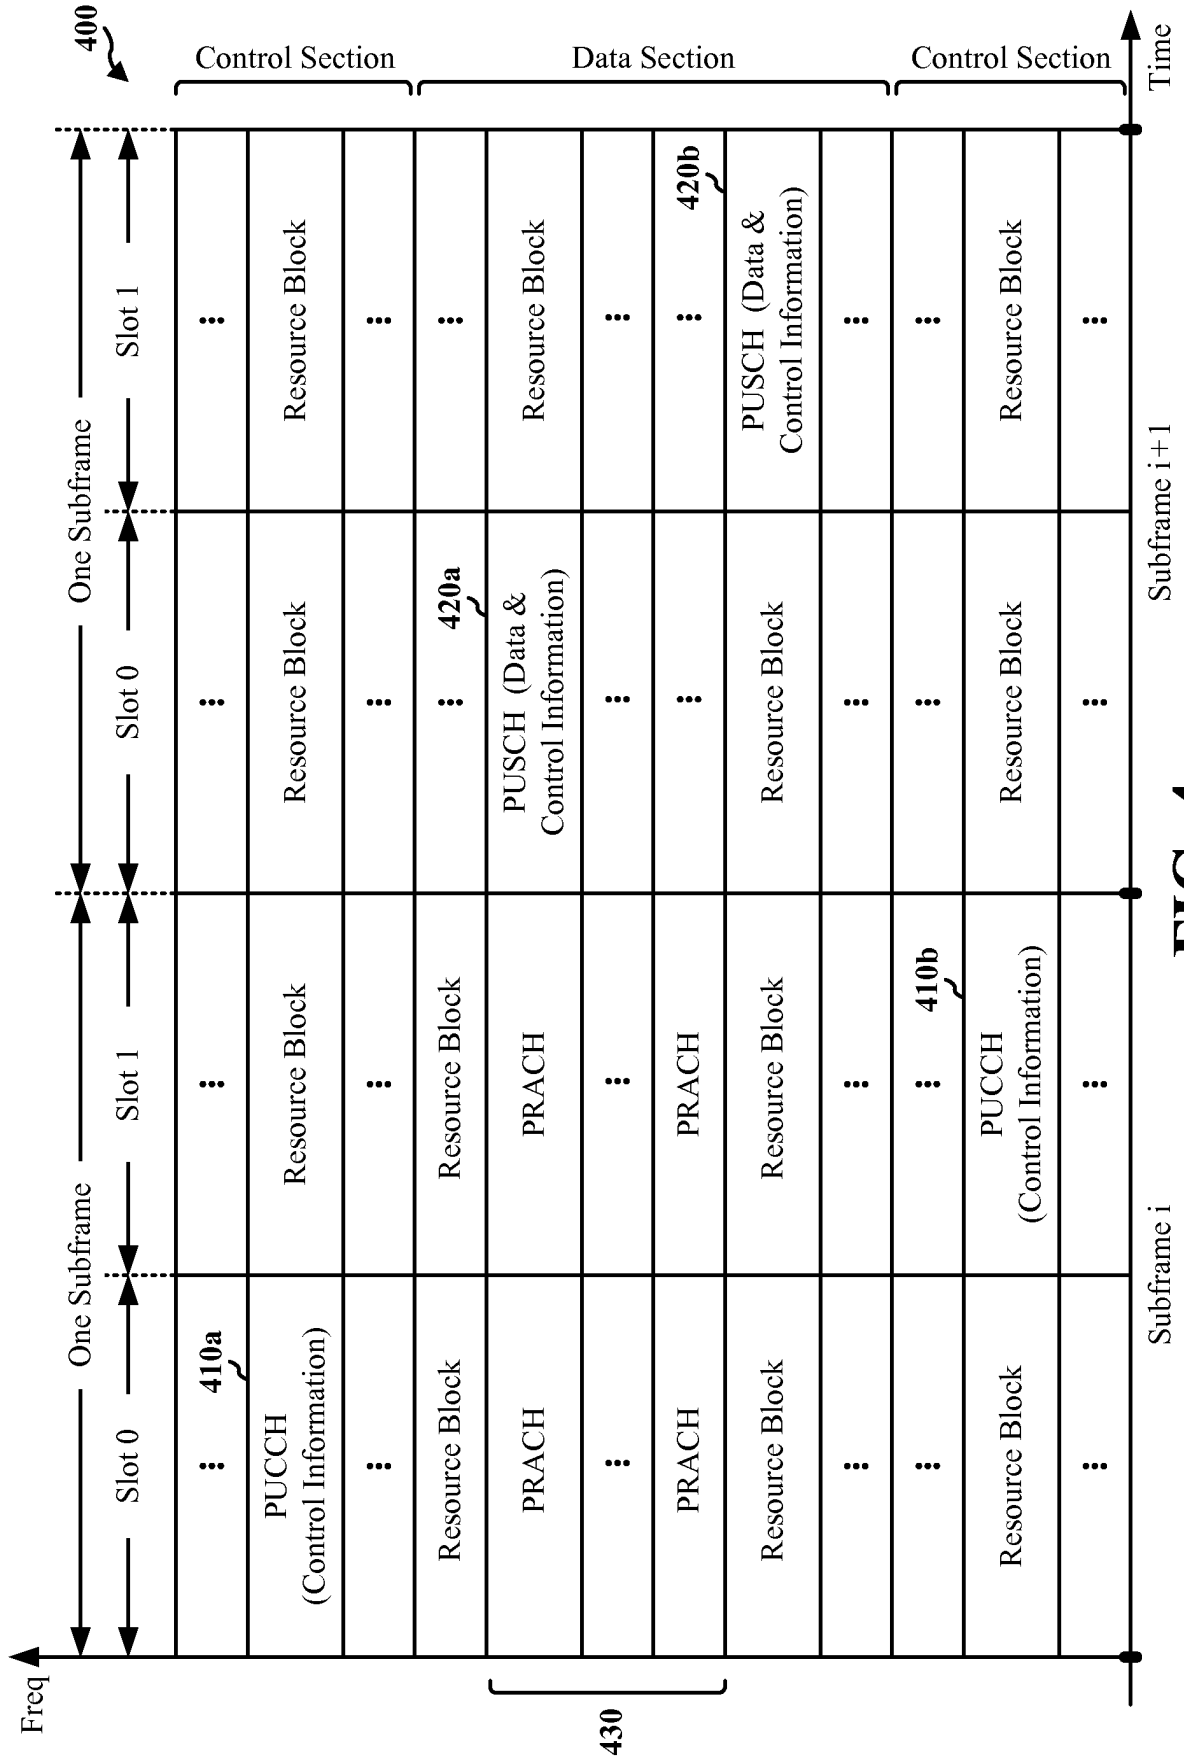 Freq
One Subframe
One Subframe
400
Slot 0
Slot 1
Slot 0
Slot 1
... 410a
...
...
...
Control Section
PUCCH
(Control Information)
Resource Block
Resource Block
Resource Block
...
...
...
...
Resource Block
Resource Block
... 420a
...
Data Section
430
PRACH
PRACH
PUSCH (Data &
Control Information)
Resource Block
...
...
...
...
PRACH
PRACH
...
... 420b
Resource Block
Resource Block
Resource Block
PUSCH (Data &
Control Information)
...
...
...
...
...
... 410b
...
...
Control Section
Resource Block
PUCCH
(Control Information)
Resource Block
Resource Block
...
...
...
...
Subframe i
Subframe i + 1
Time